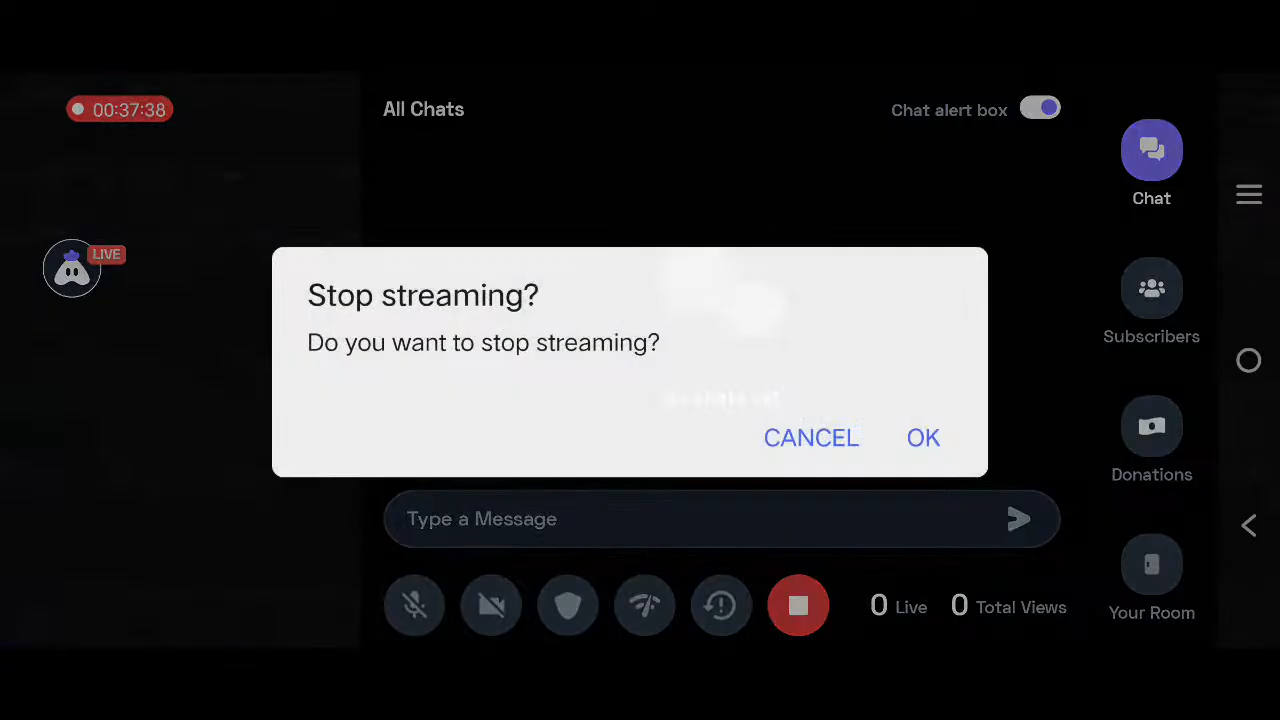 00:37:38
All Chats
Chat alert box
Chat
LIVE
Stop streaming?
Do you want to stop streaming?
Subscribers
CANCEL OK
Donations
Type a Message
0 Live 0 Total Views
Your Room